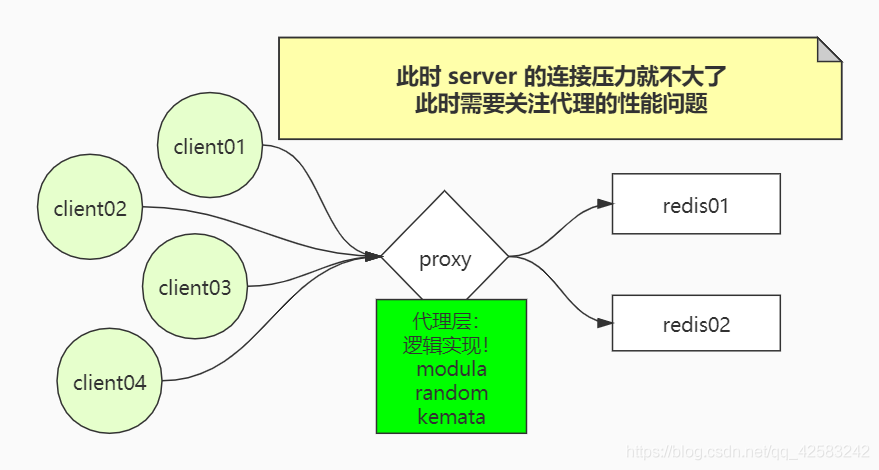 此时 server 的连接压力就不大了
此时需要关注代理的性能问题
client01
client02
client03
client04
proxy
代理层：
逻辑实现！
modula
random
kemata
redis01
redis02
https://blog.csdn.net/qq_42583242